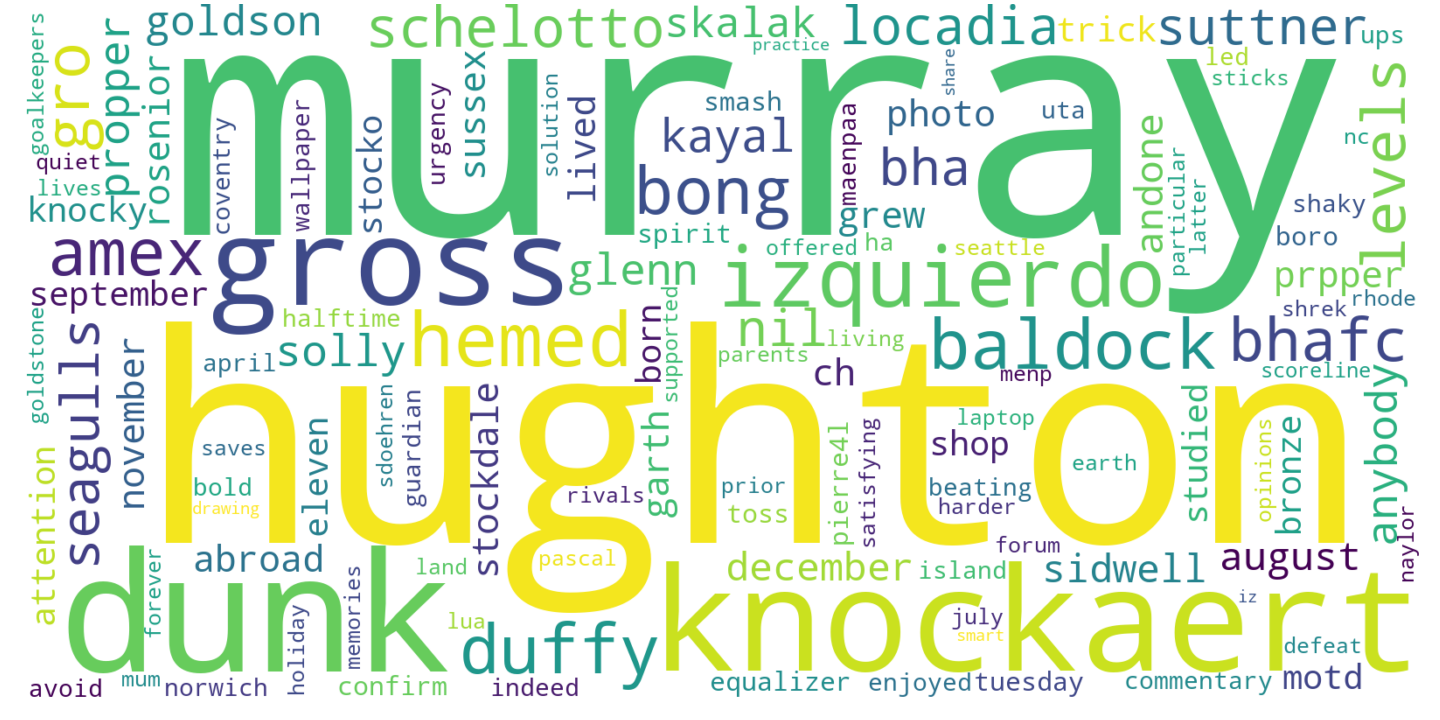 murray
hughton
gross
dunk
knockaert
izquierdo
baldock
hemed
duffy
bong
schelotto
goldson
skalak
locadia
trick
suttner
ups
practice
share
led
sticks
goalkeepers
gro
propper
rosenior
quiet
lives
knocky
coventry
wallpaper
stocko
urgency
sussex
solution
lived
smash
kayal
maenpaa
photo
bha
uta
grew
andone
particular
latter
levels
nc
shaky
boro
prpper
rhode
shrek
amex
september
glenn
spirit
offered
ha
seattle
halftime
solly
april
nil
living
parents
supported
born
ch
menp
bhafc
scoreline
goldstone
seagulls
november
attention
saves
bold
drawing
eleven
sdoehren
guardian
stockdale
rivals
garth
prior
toss
pierre4l
satisfying
shop
laptop
beating
harder
forum
earth
studied
opinions
bronze
anybody
naylor
august
sidwell
december
island
pascal
abroad
forever
land
lua
memories
holiday
avoid
mum
norwich
confirm
indeed
equalizer
enjoyed
tuesday
july
smart
iz
commentary
defeat
motd